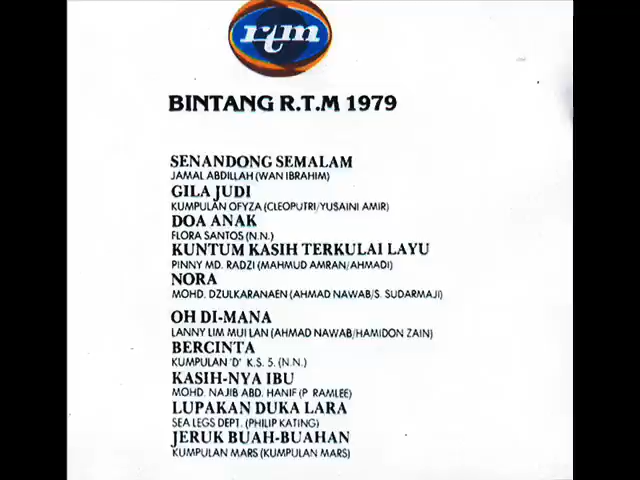 rtm
BINTANG R.T.M 1979
SENANDONG SEMALAM
JAMAL ABDILLAH (WAN IBRAHIM)
GILA JUDI
KUMPULAN OFYZA (CLEOPUTRI/YUSAINI AMIR)
DOA ANAK
FLORA SANTOS (N.N.)
KUNTUM KASIH TERKULAI LAYU
PINNY MD. RADZI (MAHMUD AMRAN/AHMADI)
NORA
MOHD. DZULKARANAEN (AHMAD NAWAB/S. SUDARMAJI)
OH DI-MANA
LANNY LIM MUI LAN (AHMAD NAWAB/HAMIDON ZAIN)
BERCINTA
KUMPULAN 'D' K.S. 5. (N.N.)
KASIH-NYA IBU
MOHD. NAJIB ABD. HANIF (P. RAMLEE)
LUPAKAN DUKA LARA
SEA LEGS DEPT. (PHILIP KATING)
JERUK BUAH-BUAHAN
KUMPULAN MARS (KUMPULAN MARS)